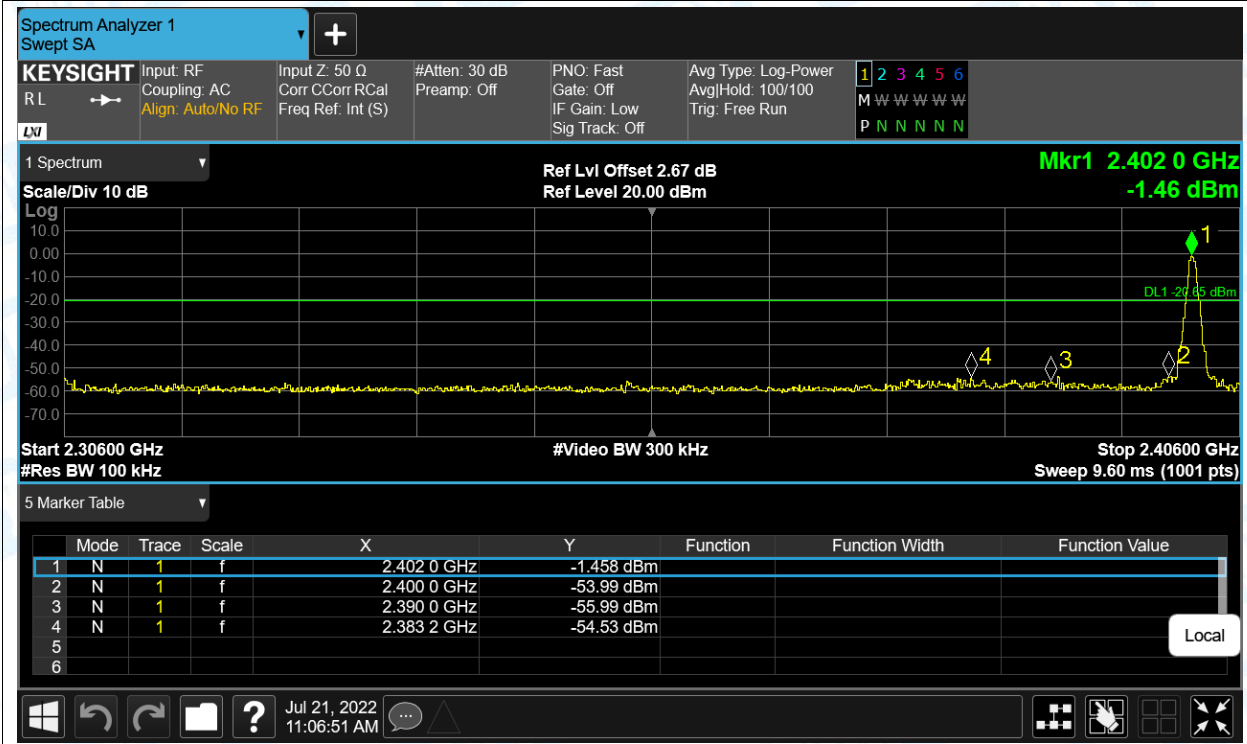 Spectrum Analyzer 1
Swept SA
+
KEYSIGHT
R L
LXI
Input: RF
Coupling: AC
Align: Auto/No RF
Input Z: 50 Ω
Corr CCorr RCal
Freq Ref: Int (S)
#Atten: 30 dB
Preamp: Off
PNO: Fast
Gate: Off
IF Gain: Low
Sig Track: Off
Avg Type: Log-Power
Avg|Hold: 100/100
Trig: Free Run
1 2 3 4 5 6
M W W W W W
P N N N N N
1 Spectrum
Scale/Div 10 dB
Ref Lvl Offset 2.67 dB
Ref Level 20.00 dBm
Mkr1 2.402 0 GHz
-1.46 dBm
Log
10.0
0.00
-10.0
-20.0
-30.0
-40.0
-50.0
-60.0
-70.0
1
DL1 -20.65 dBm
4
3
2
Start 2.30600 GHz
#Video BW 300 kHz
Stop 2.40600 GHz
#Res BW 100 kHz
Sweep 9.60 ms (1001 pts)
5 Marker Table
Mode Trace Scale X Y Function Function Width Function Value
1 N 1 f 2.402 0 GHz -1.458 dBm
2 N 1 f 2.400 0 GHz -53.99 dBm
3 N 1 f 2.390 0 GHz -55.99 dBm
4 N 1 f 2.383 2 GHz -54.53 dBm
5
6
Local
?
Jul 21, 2022
11:06:51 AM